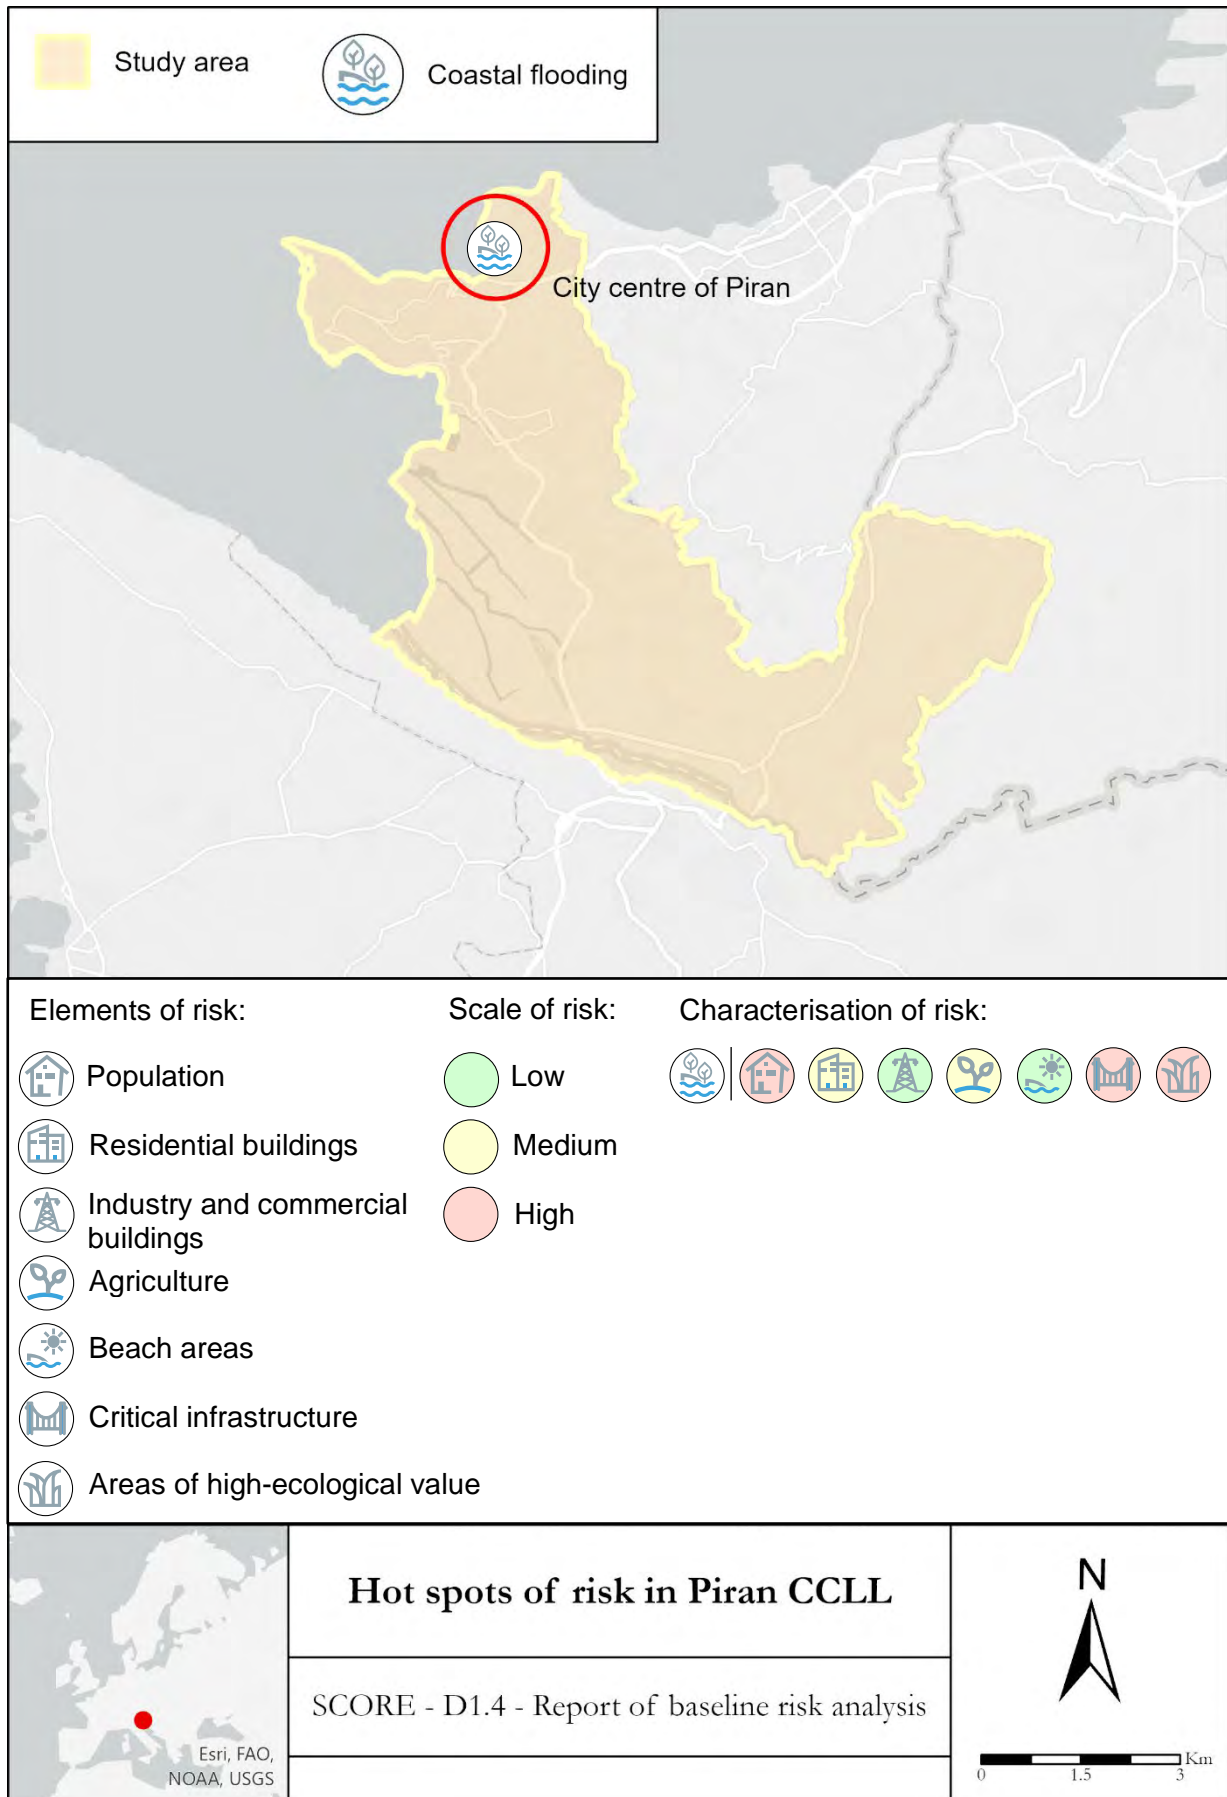 Study area
Coastal flooding
City centre of Piran
Elements of risk:
Scale of risk:
Characterisation of risk:
Population
Low
Residential buildings
Medium
Industry and commercial
buildings
High
Agriculture
Beach areas
Critical infrastructure
Areas of high-ecological value
Esri, FAO,
NOAA, USGS
Hot spots of risk in Piran CCLL
SCORE - D1.4 - Report of baseline risk analysis
N
Km
0 1.5 3